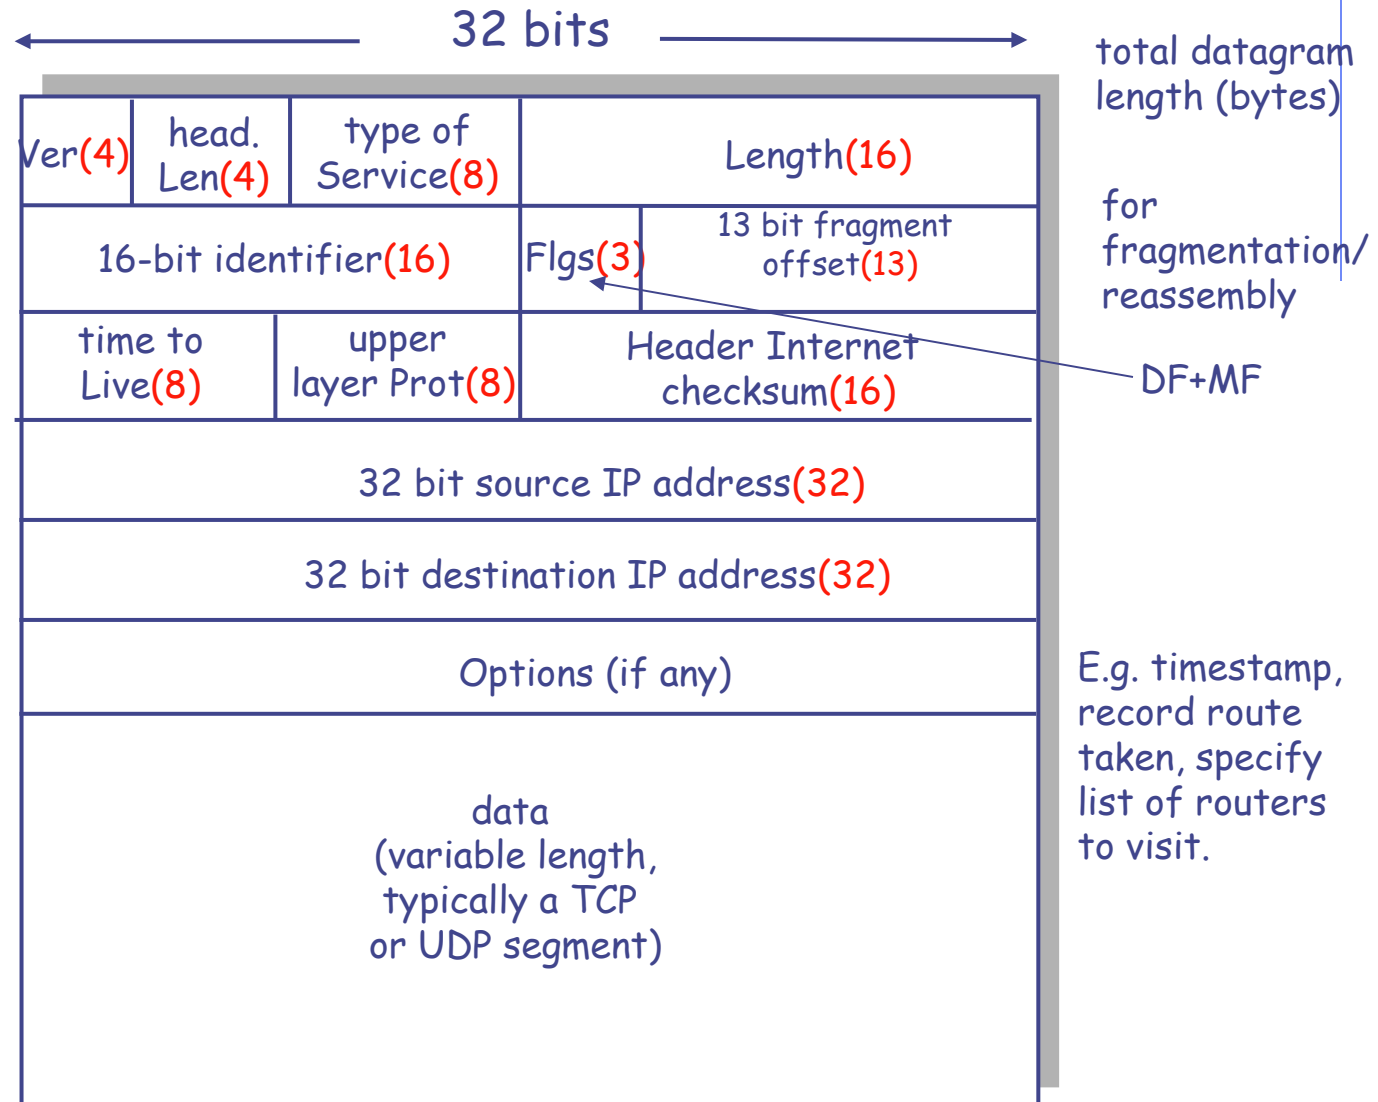 32 bits
total datagram
length (bytes)
Ver(4)
head.
Len(4)
type of
Service(8)
Length(16)
for
fragmentation/
reassembly
16-bit identifier(16)
Flgs(3)
13 bit fragment
offset(13)
time to
Live(8)
upper
layer Prot(8)
Header Internet
checksum(16)
DF+MF
32 bit source IP address(32)
32 bit destination IP address(32)
Options (if any)
E.g. timestamp,
record route
taken, specify
list of routers
to visit.
data
(variable length,
typically a TCP
or UDP segment)